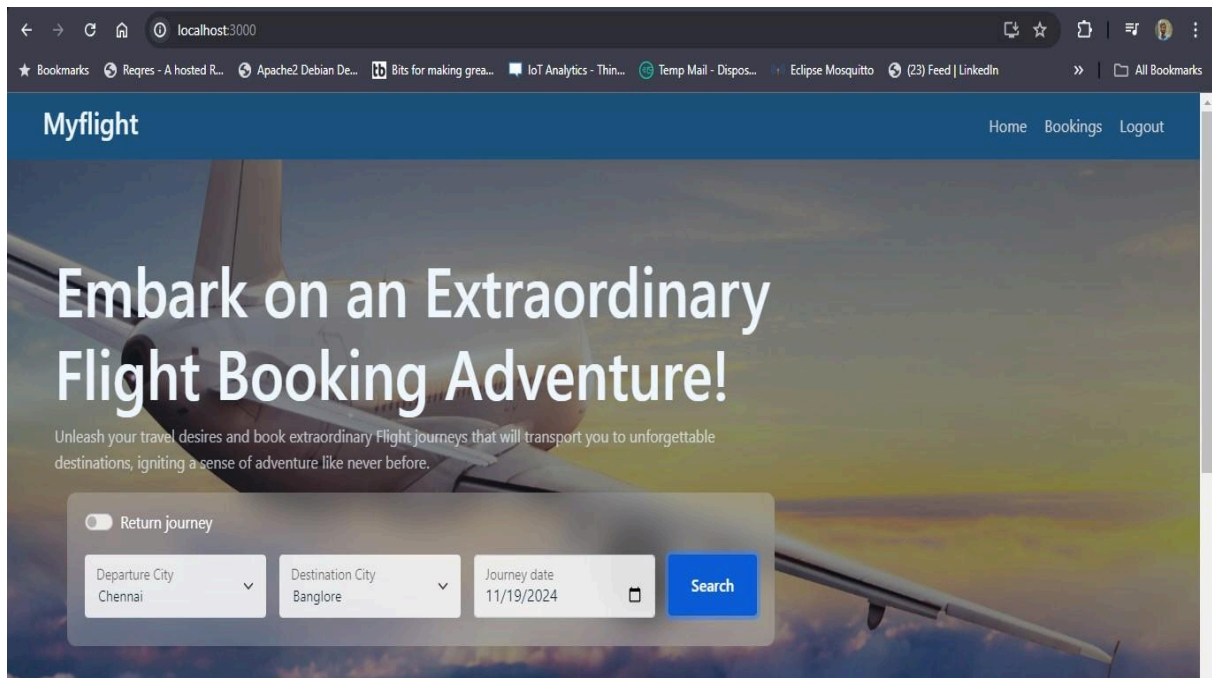 localhost:3000
Bookmarks Reqres - A hosted R... Apache2 Debian De... Bits for making grea... IoT Analytics - Thin... Temp Mail - Dispos... Eclipse Mosquitto (23) Feed | LinkedIn » All Bookmarks
Myflight Home Bookings Logout
Embark on an Extraordinary
Flight Booking Adventure!
Unleash your travel desires and book extraordinary Flight journeys that will transport you to unforgettable
destinations, igniting a sense of adventure like never before.
Return journey
Departure City Destination City Journey date
Chennai Banglore 11/19/2024 Search